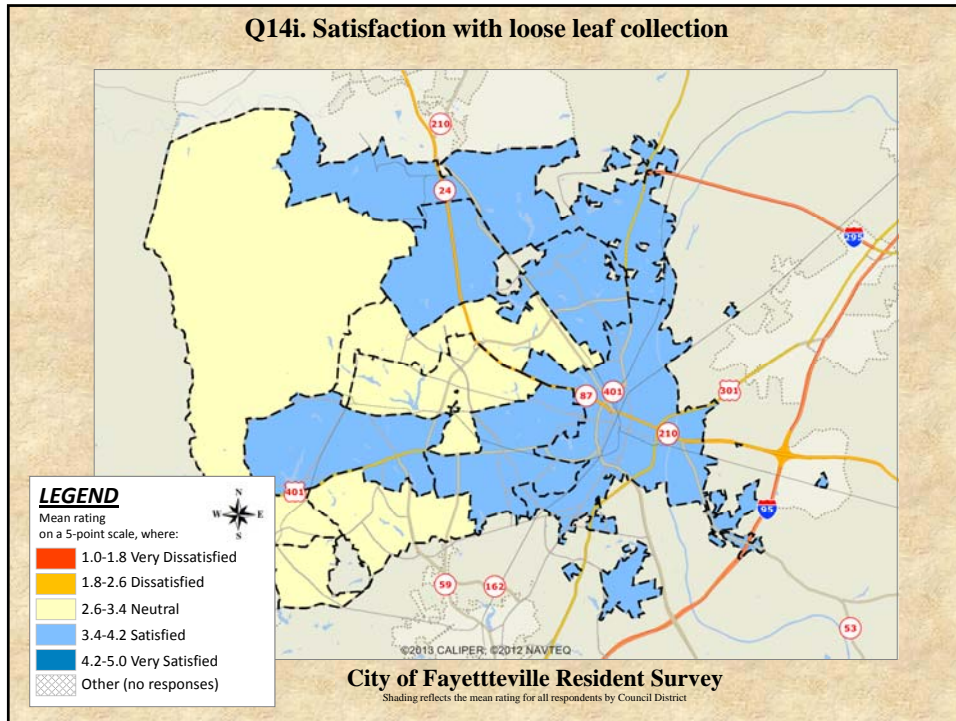 Q14i. Satisfaction with loose leaf collection
210
24
295
87
401
301
210
401
95
59
162
53
LEGEND
Mean rating
on a 5-point scale, where:
N
W E
S
1.0-1.8 Very Dissatisfied
1.8-2.6 Dissatisfied
2.6-3.4 Neutral
3.4-4.2 Satisfied
4.2-5.0 Very Satisfied
Other (no responses)
©2013 CALIPER; ©2012 NAVTEQ
City of Fayettteville Resident Survey
Shading reflects the mean rating for all respondents by Council District